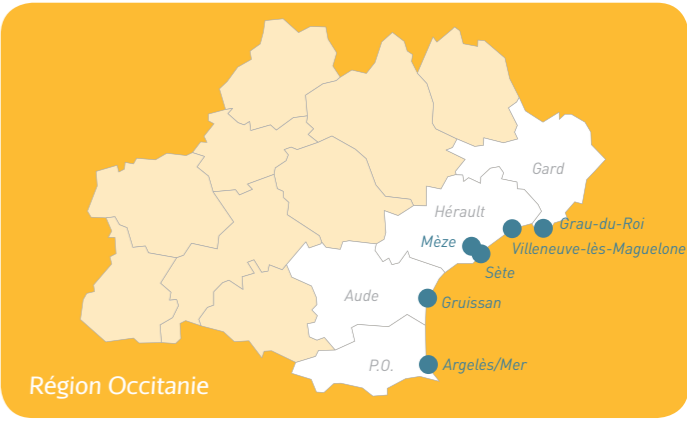 Gard
Hérault
Grau-du-Roi
Mèze
Villeneuve-lès-Maguelone
Sète
Aude
Gruissan
P.O.
Argelès/Mer
Région Occitanie